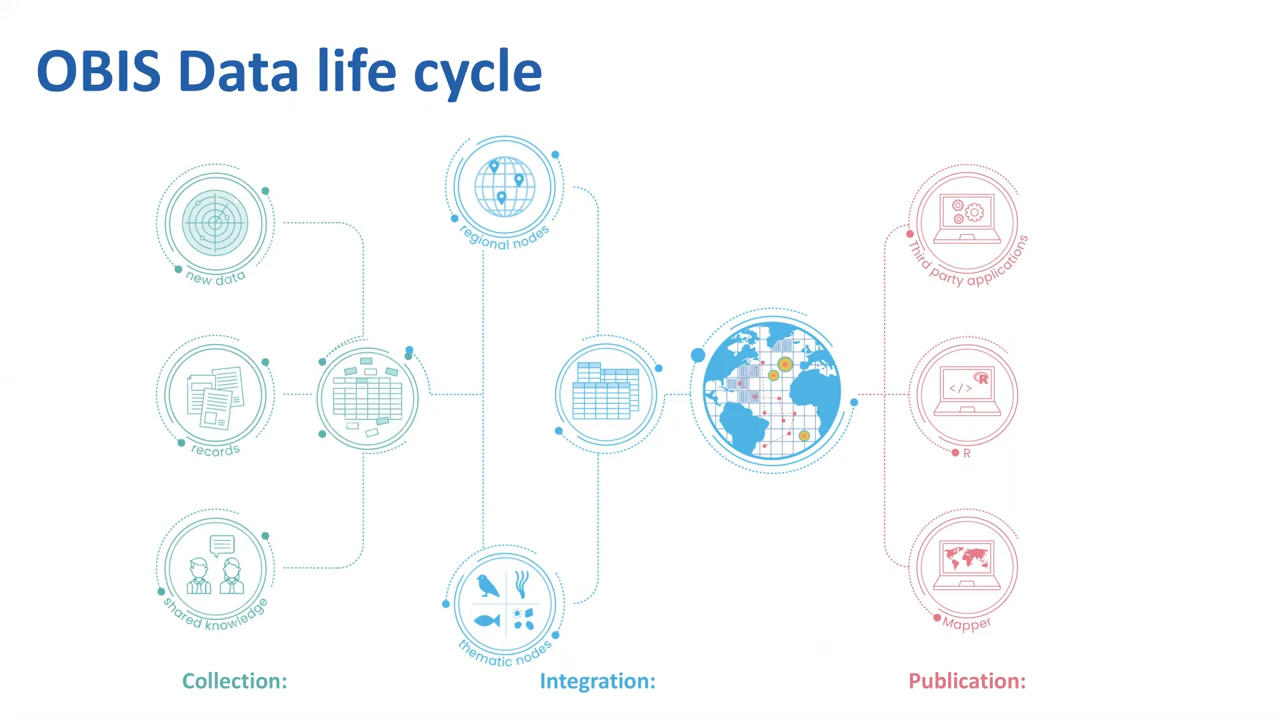 OBIS Data life cycle
new data
records
shared knowledge
regional nodes
thematic nodes
Third party applications
</> R
R
Mapper
Collection:
Integration:
Publication: